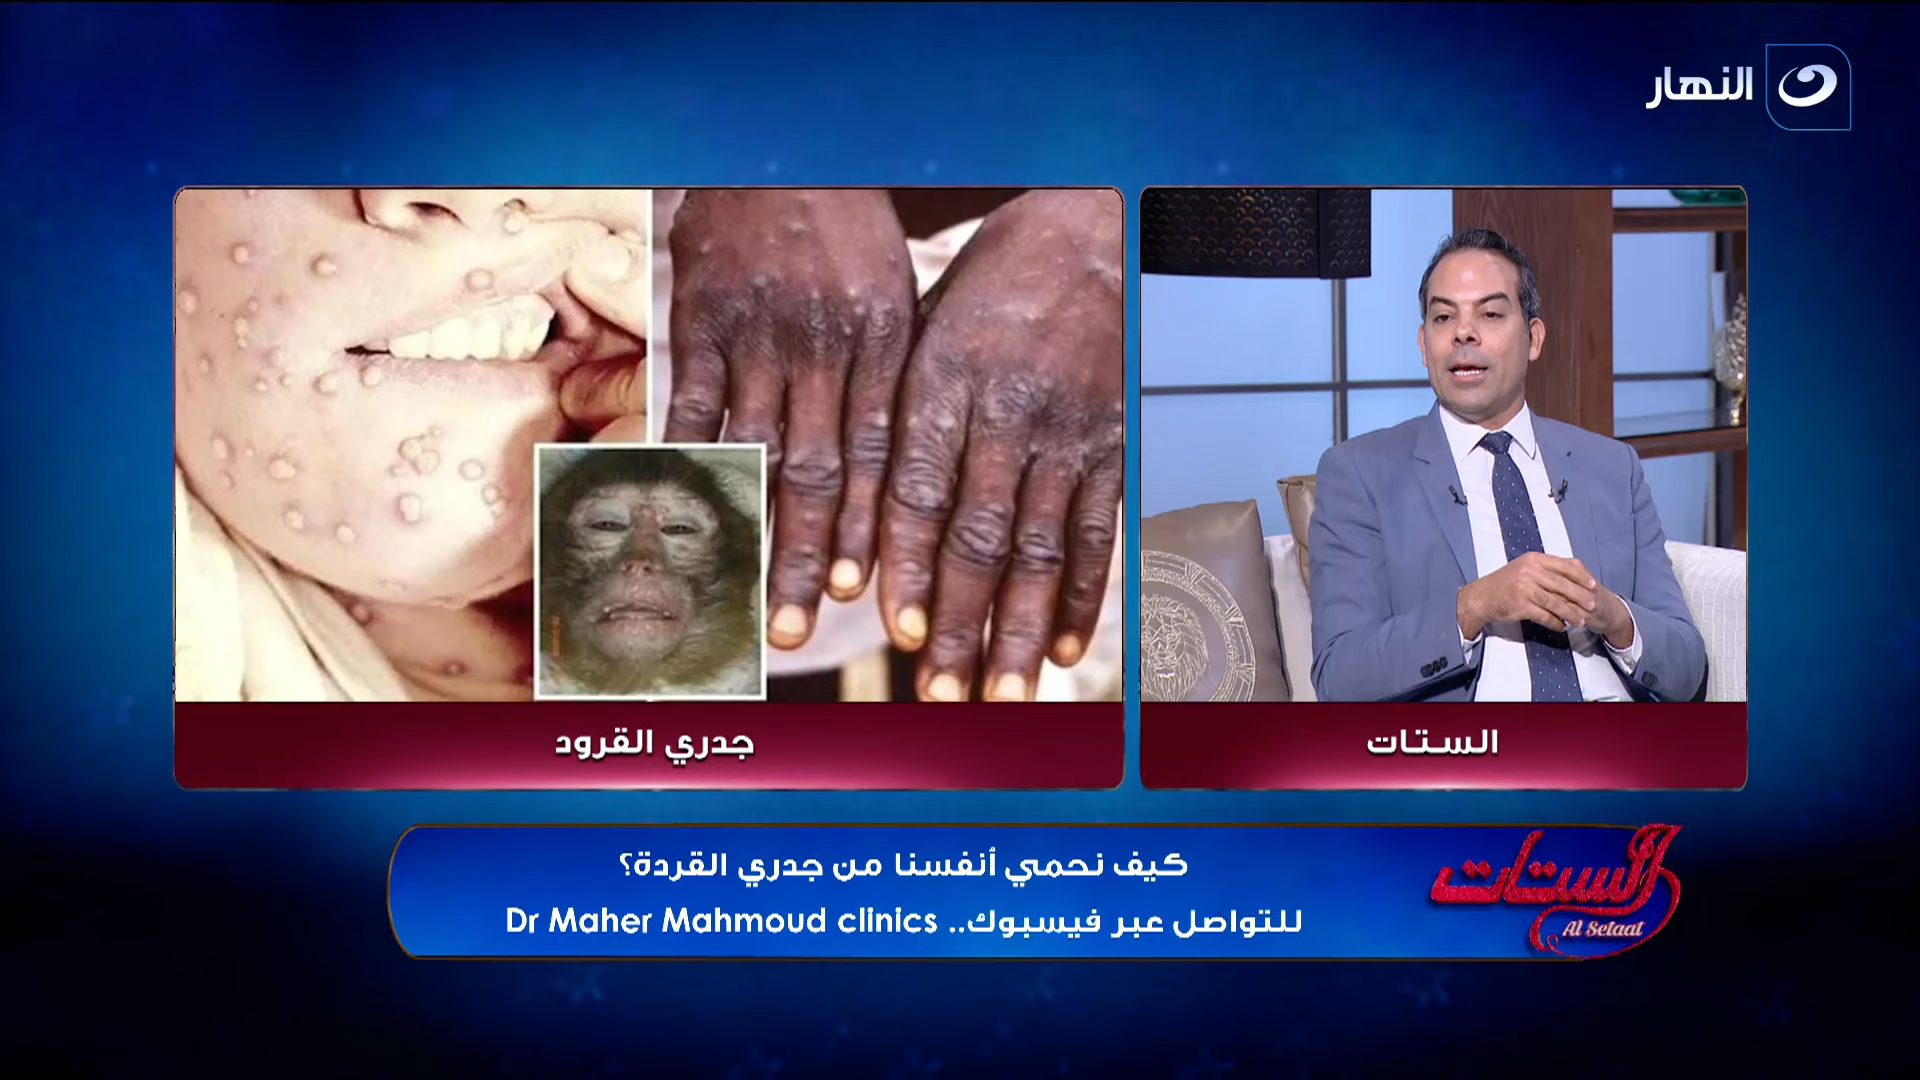 النهار
جدري القرود
الستات
كيف نحمي أنفسنا من جدري القردة؟
للتواصل عبر فيسبوك.. Dr Maher Mahmoud clinics
الستات
Al Setaat